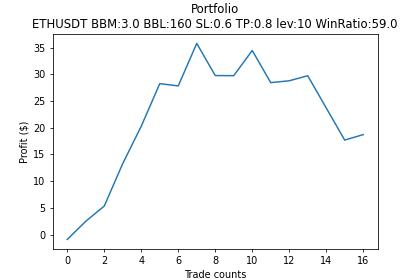 Portfolio
ETHUSDT BBM:3.0 BBL:160 SL:0.6 TP:0.8 lev:10 WinRatio:59.0
Profit ($)
35
30
25
20
15
10
5
0
0 2 4 6 8 10 12 14 16
Trade counts